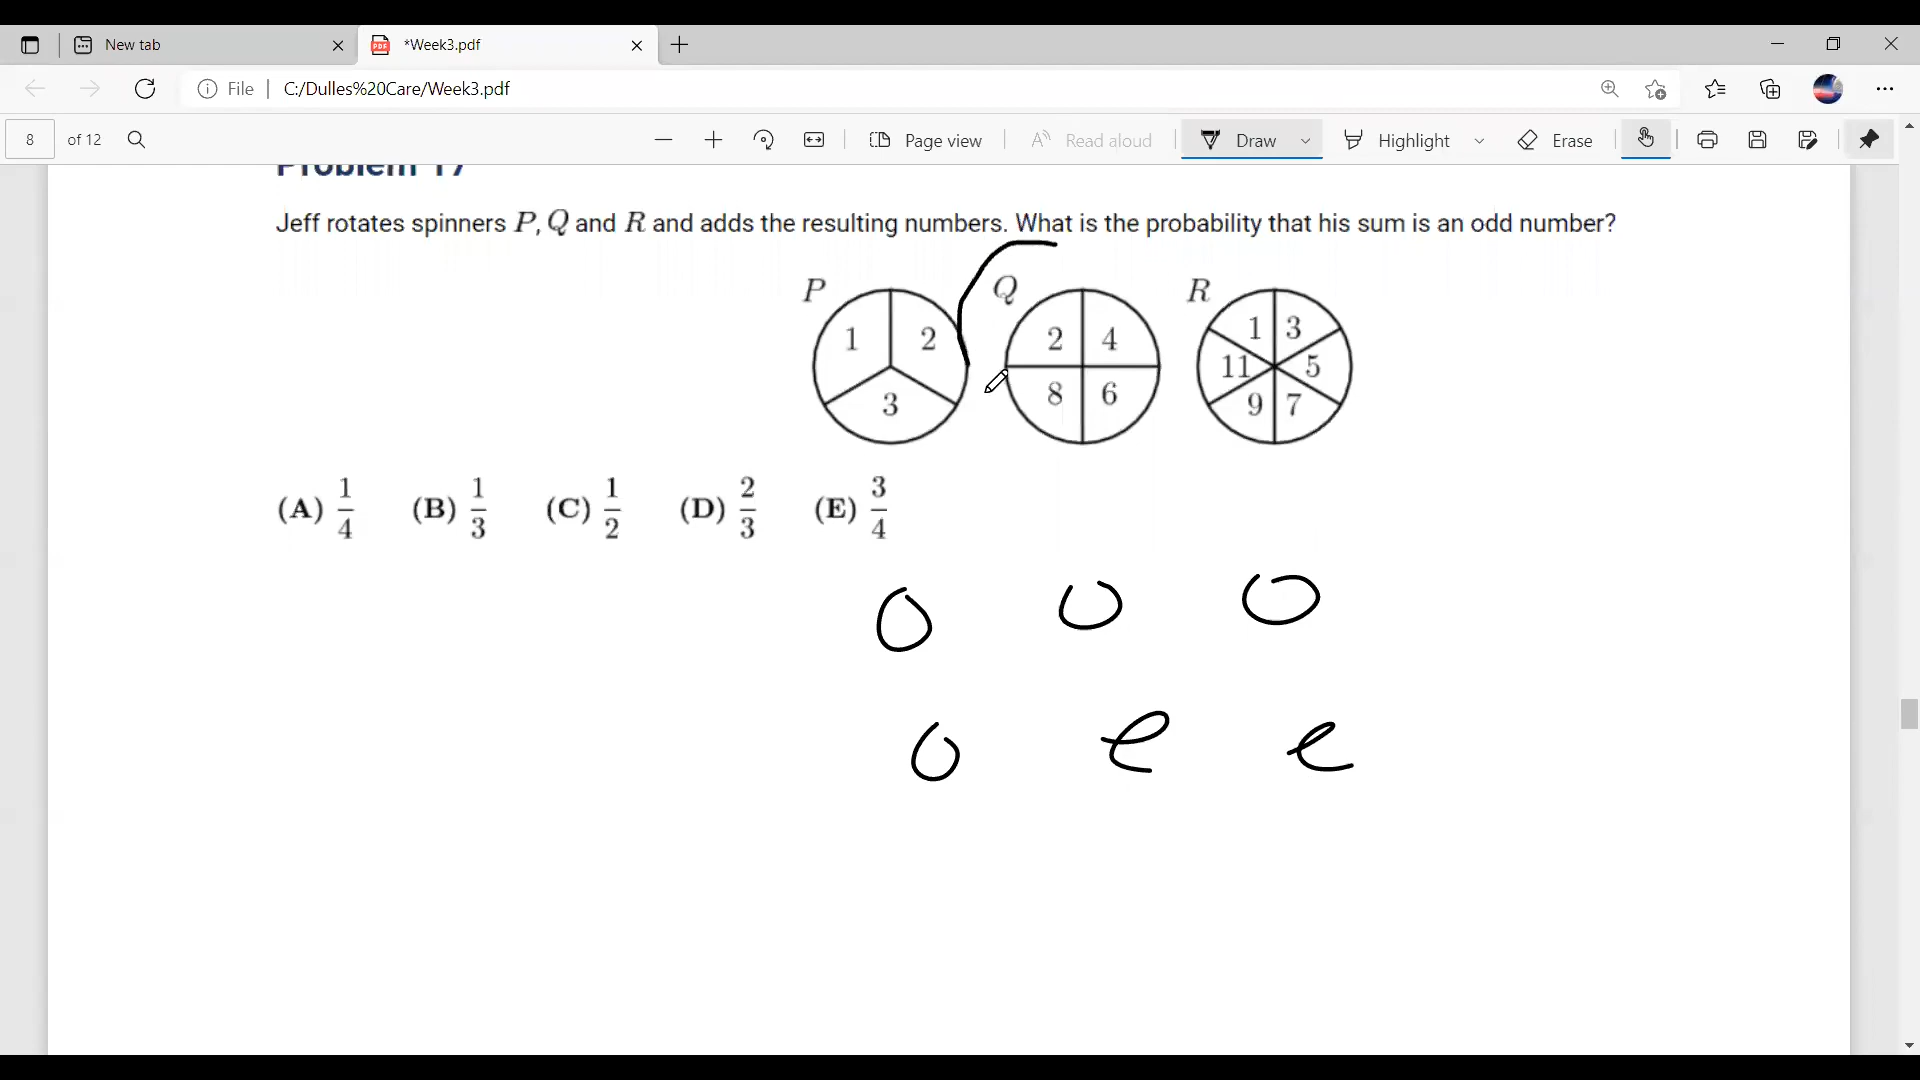 New tab
*Week3.pdf
File
C:/Dulles%20Care/Week3.pdf
8 of 12
Page view
Read aloud
Draw
Highlight
Erase
Problem 17
Jeff rotates spinners P, Q and R and adds the resulting numbers. What is the probability that his sum is an odd number?
P Q R
1 2 3
2 4 8 6
1 3 11 5 9 7
(A) 1/4 (B) 1/3 (C) 1/2 (D) 2/3 (E) 3/4
O O O
O e e